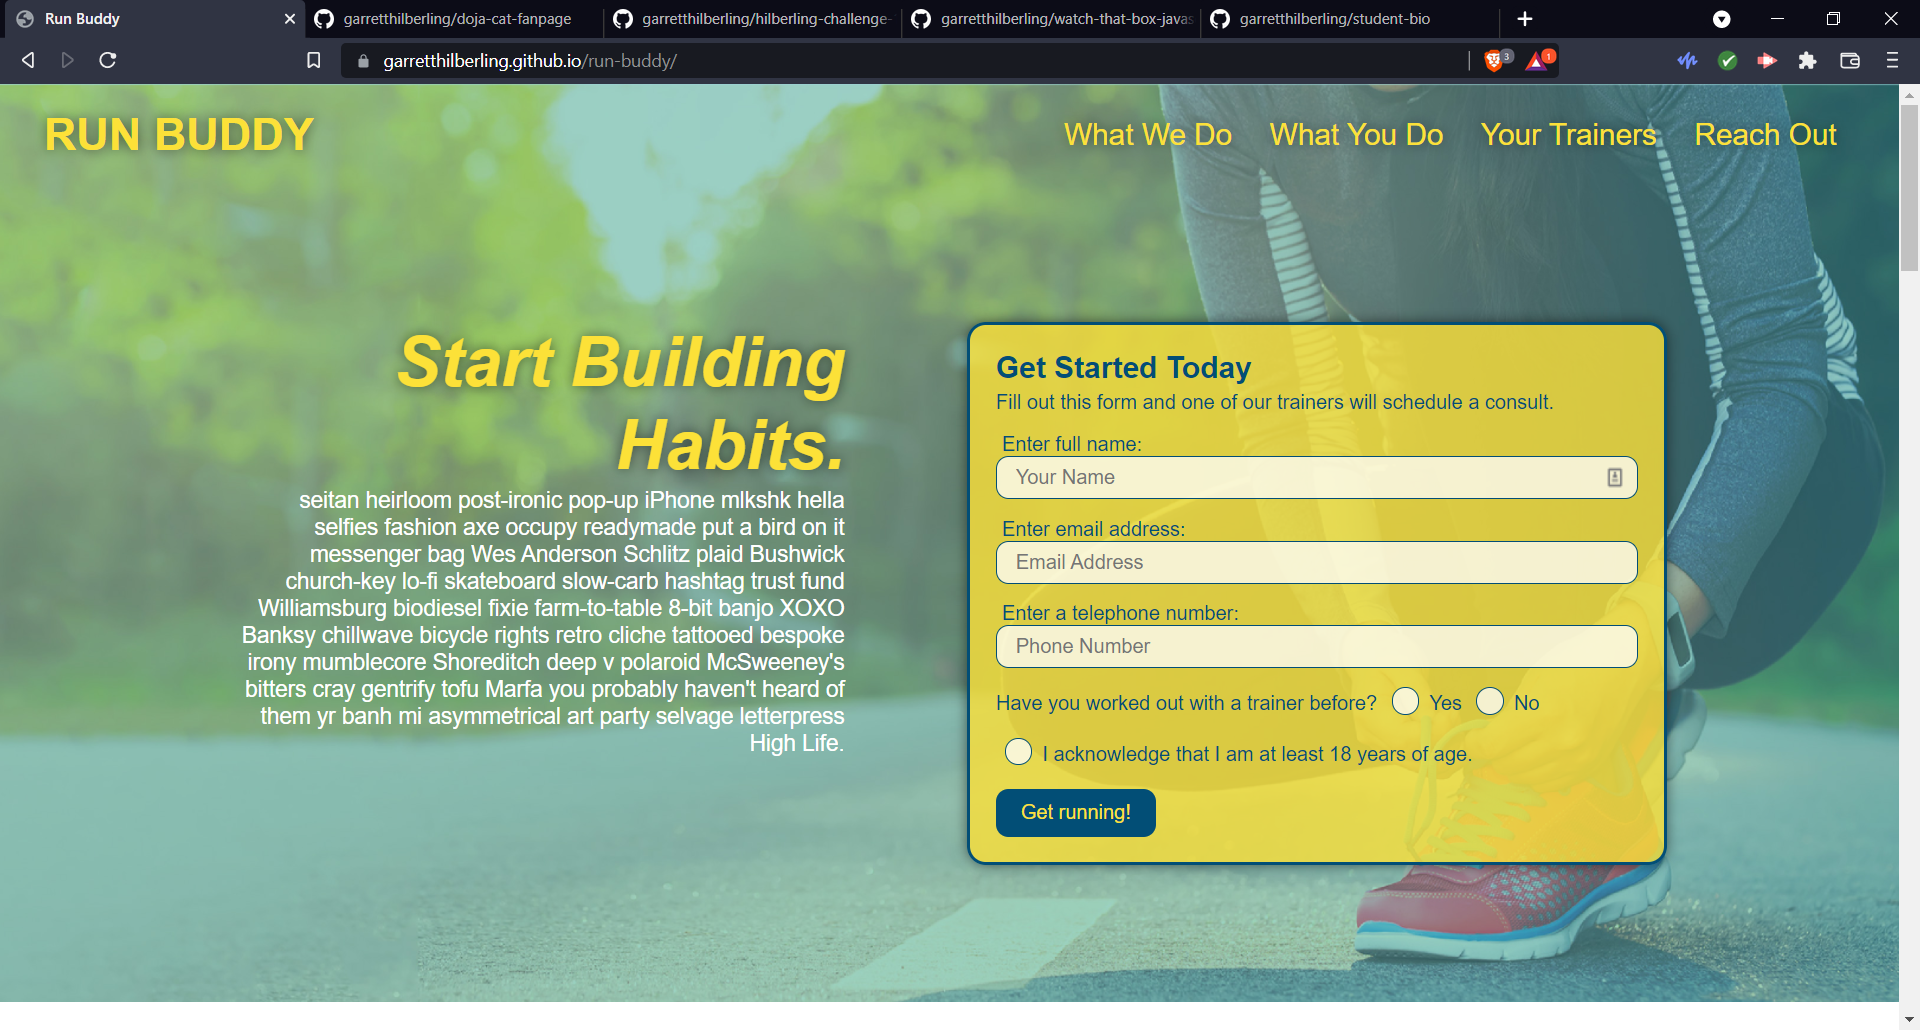 Run Buddy
garretthilberling/doja-cat-fanpage
garretthilberling/hilberling-challenge-
garretthilberling/watch-that-box-javas
garretthilberling/student-bio
garretthilberling.github.io/run-buddy/
3
1
RUN BUDDY
What We Do What You Do Your Trainers Reach Out
Start Building
Habits.
seitan heirloom post-ironic pop-up iPhone mlkshk hella
selfies fashion axe occupy readymade put a bird on it
messenger bag Wes Anderson Schlitz plaid Bushwick
church-key lo-fi skateboard slow-carb hashtag trust fund
Williamsburg biodiesel fixie farm-to-table 8-bit banjo XOXO
Banksy chillwave bicycle rights retro cliche tattooed bespoke
irony mumblecore Shoreditch deep v polaroid McSweeney's
bitters cray gentrify tofu Marfa you probably haven't heard of
them yr banh mi asymmetrical art party selvage letterpress
High Life.
Get Started Today
Fill out this form and one of our trainers will schedule a consult.
Enter full name:
Your Name
Enter email address:
Email Address
Enter a telephone number:
Phone Number
Have you worked out with a trainer before? Yes No
I acknowledge that I am at least 18 years of age.
Get running!